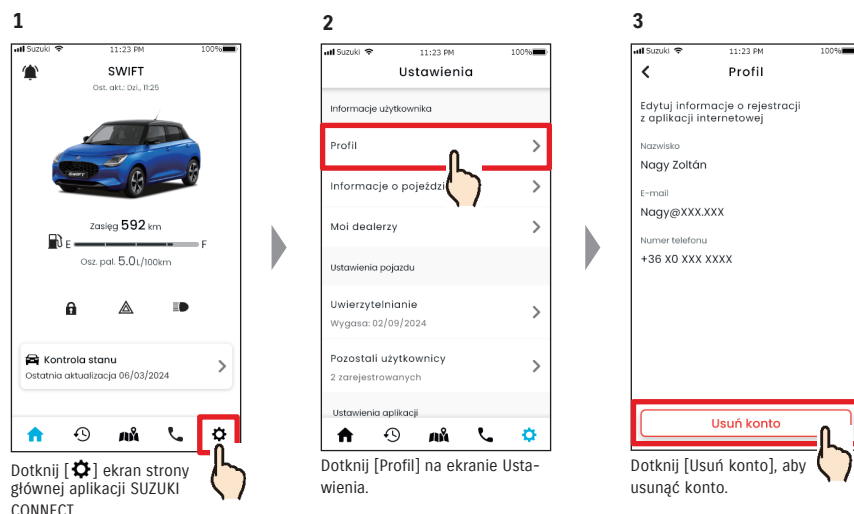 1
Suzuki 11:23 PM 100%
SWIFT
Ost. akt.: Dzi., 11:25
SWIFT
Zasięg 592 km
E F
Osz. pal. 5.0L/100km
Kontrola stanu
Ostatnia aktualizacja 06/03/2024
Dotknij [ ] ekran strony
głównej aplikacji SUZUKI
CONNECT
2
Suzuki 11:23 PM 100%
Ustawienia
Informacje użytkownika
Profil
Informacje o pojeździ
Moi dealerzy
Ustawienia pojazdu
Uwierzytelnianie
Wygasa: 02/09/2024
Pozostali użytkownicy
2 zarejestrowanych
Ustawienia aplikacji
Dotknij [Profil] na ekranie Usta-
wienia.
3
Suzuki 11:23 PM 100%
Profil
Edytuj informacje o rejestracji
z aplikacji internetowej
Nazwisko
Nagy Zoltán
E-mail
Nagy@XXX.XXX
Numer telefonu
+36 X0 XXX XXXX
Usuń konto
Dotknij [Usuń konto], aby
usunąć konto.